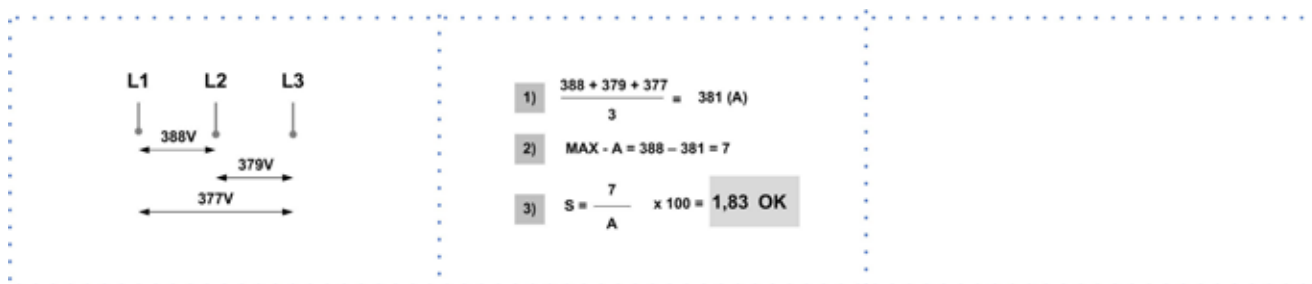 L1 L2 L3
388V
379V
377V
1) 388 + 379 + 377 = 381 (A)
3
2) MAX - A = 388 – 381 = 7
3) S = 7 x 100 = 1,83 OK
A